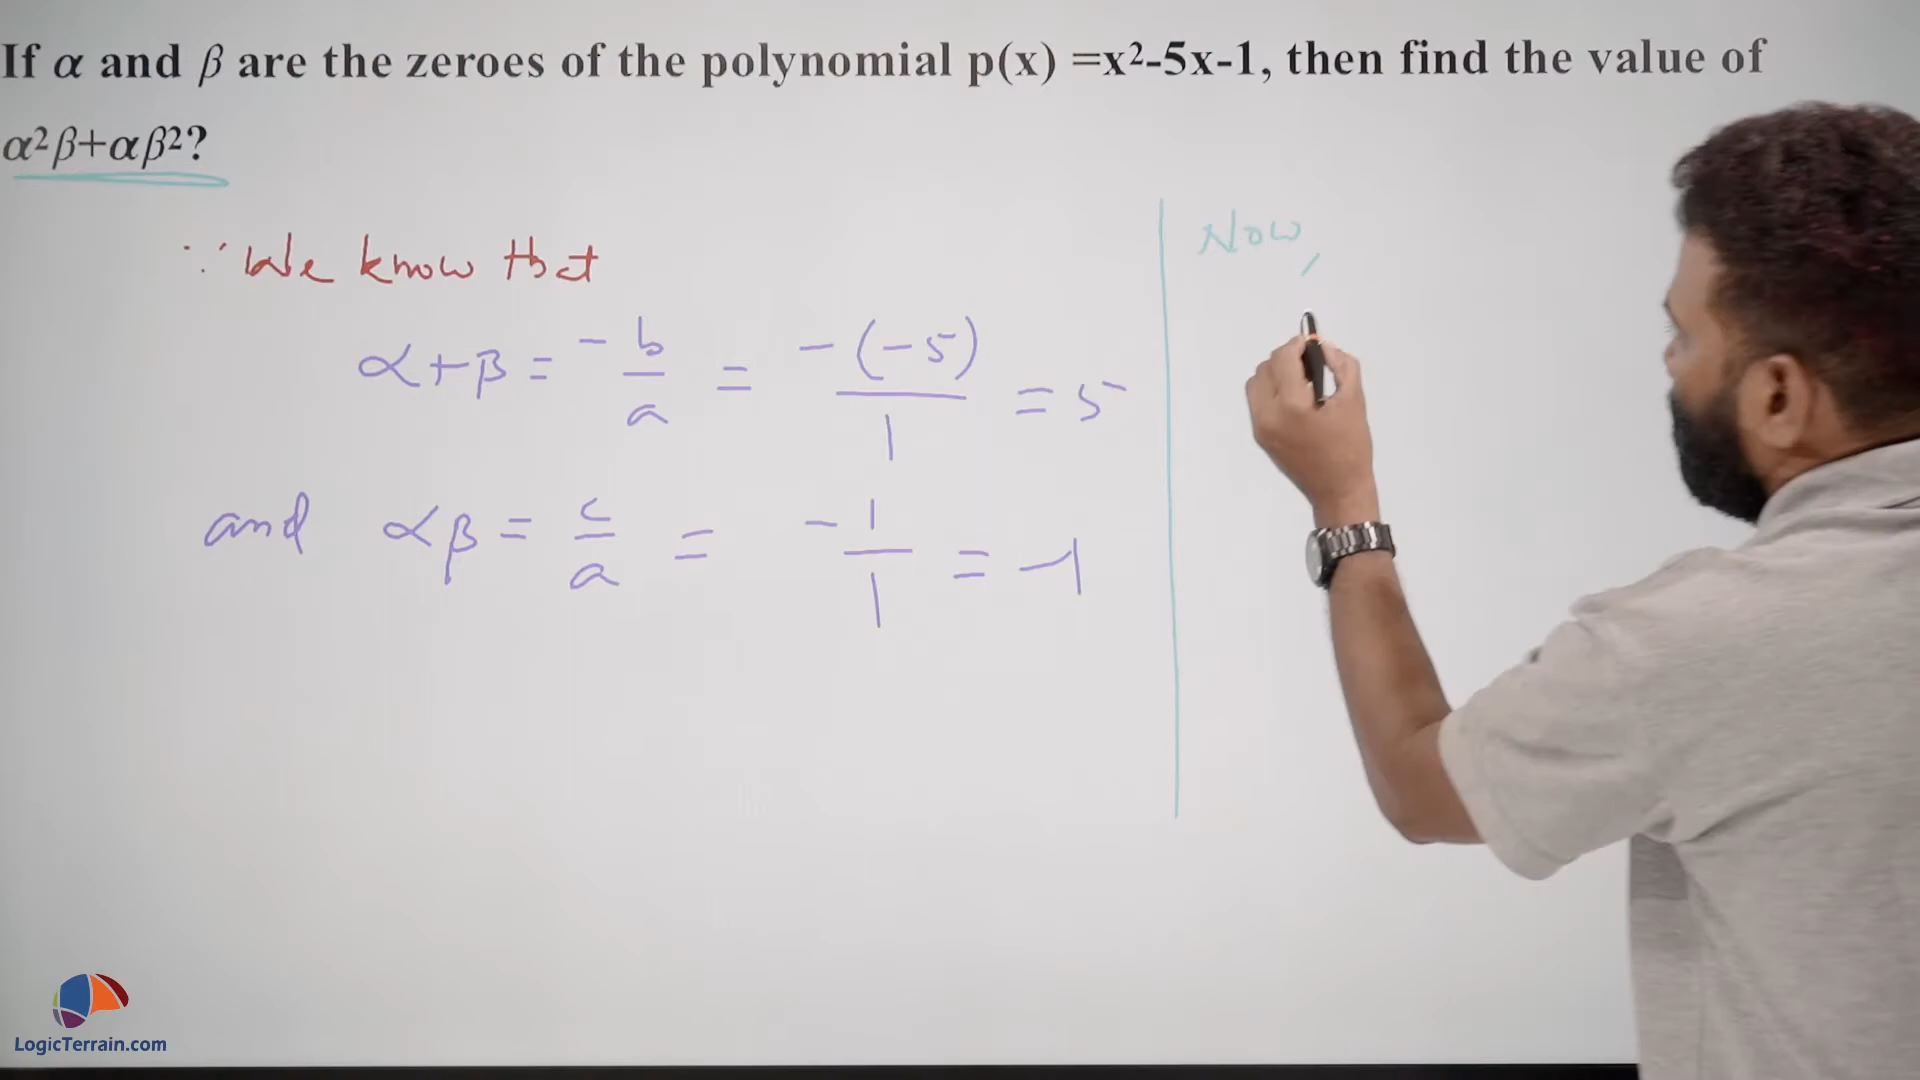 If α and β are the zeroes of the polynomial p(x) =x²-5x-1, then find the value of
α²β+αβ²?
∵ We know that
α+β = -b/a = -(-5)/1 = 5
and αβ = c/a = -1/1 = -1
Now,
LogicTerrain.com